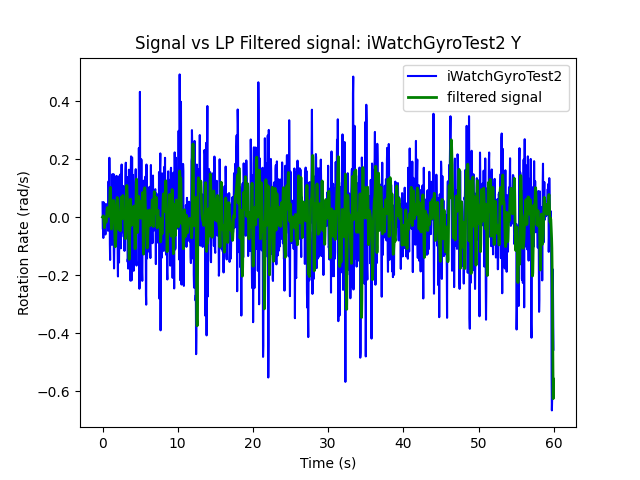 Signal vs LP Filtered signal: iWatchGyroTest2 Y
iWatchGyroTest2
filtered signal
0.4
0.2
0.0
−0.2
−0.4
−0.6
Rotation Rate (rad/s)
0 10 20 30 40 50 60
Time (s)